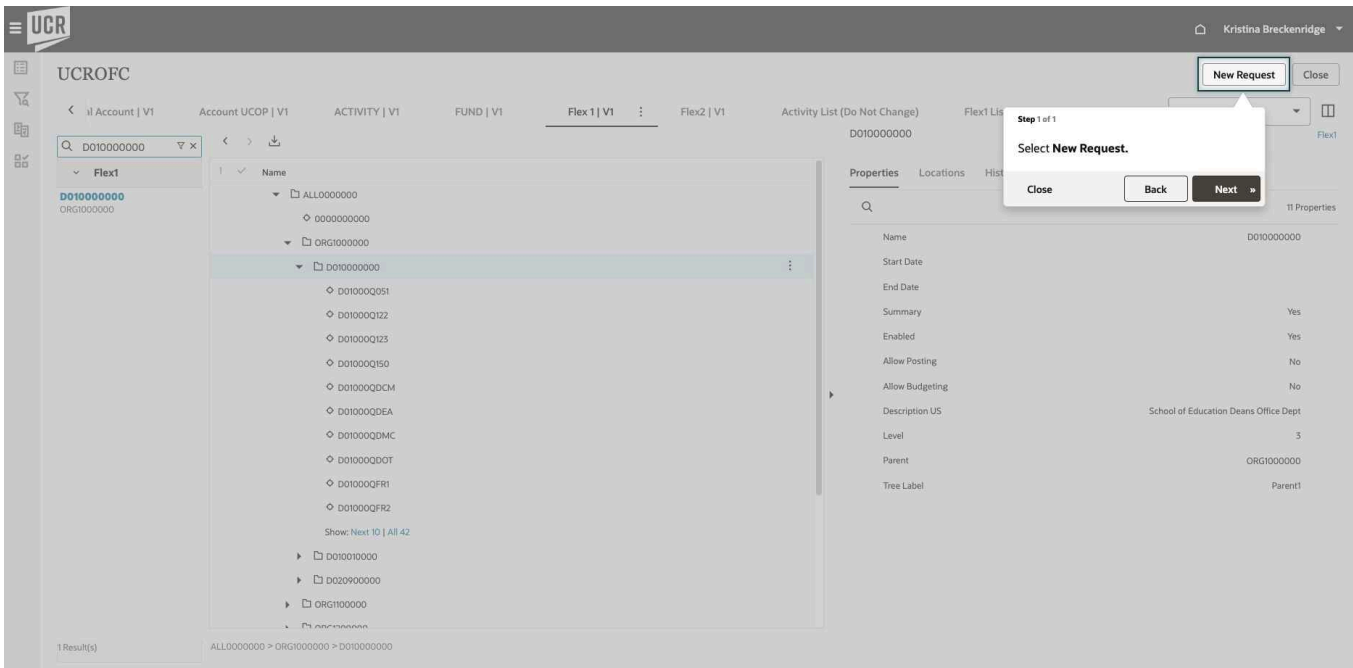 UCR
Kristina Breckenridge
UCROFC
New Request
Close
al Account | V1
Account UCOP | V1
ACTIVITY | V1
FUND | V1
Flex 1 | V1
Flex2 | V1
Activity List (Do Not Change)
Flex1 Lis
Step 1 of 1
Select New Request.
Close
Back
Next »
D010000000
Flex1
D010000000
Flex1
D010000000
ORG1000000
Name
ALL0000000
0000000000
ORG1000000
D010000000
D01000Q051
D01000Q122
D01000Q123
D01000Q150
D01000QDCM
D01000QDEA
D01000QDMC
D01000QDOT
D01000QFR1
D01000QFR2
Show: Next 10 | All 42
D010010000
D020900000
ORG1100000
ORG1200000
Properties
Locations
Hist
11 Properties
Name D010000000
Start Date
End Date
Summary Yes
Enabled Yes
Allow Posting No
Allow Budgeting No
Description US School of Education Deans Office Dept
Level 3
Parent ORG1000000
Tree Label Parent1
1 Result(s)
ALL0000000 > ORG1000000 > D010000000